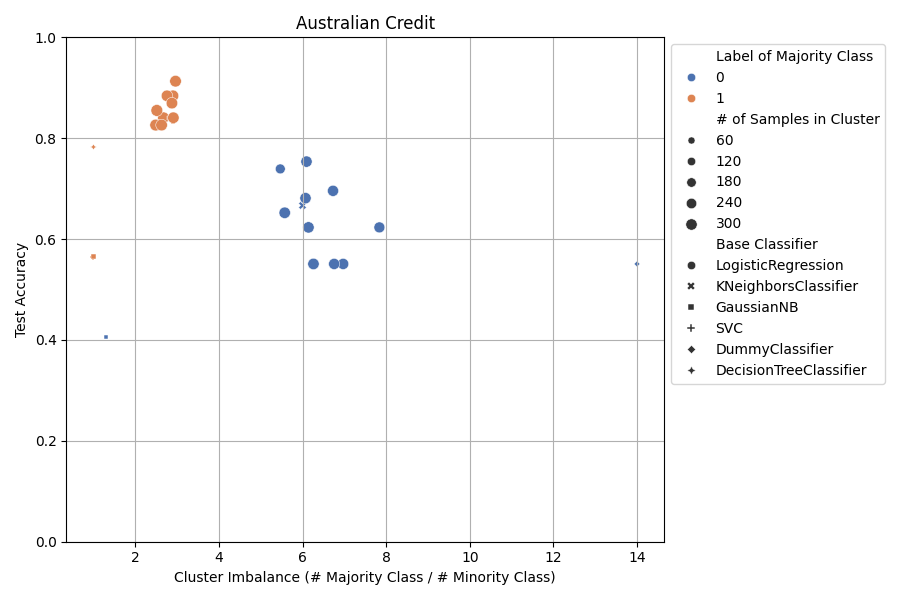 Australian Credit
1.0
0.8
0.6
0.4
0.2
0.0
Test Accuracy
2
4
6
8
10
12
14
Cluster Imbalance (# Majority Class / # Minority Class)
Label of Majority Class
0
1
# of Samples in Cluster
60
120
180
240
300
Base Classifier
LogisticRegression
KNeighborsClassifier
GaussianNB
SVC
DummyClassifier
DecisionTreeClassifier